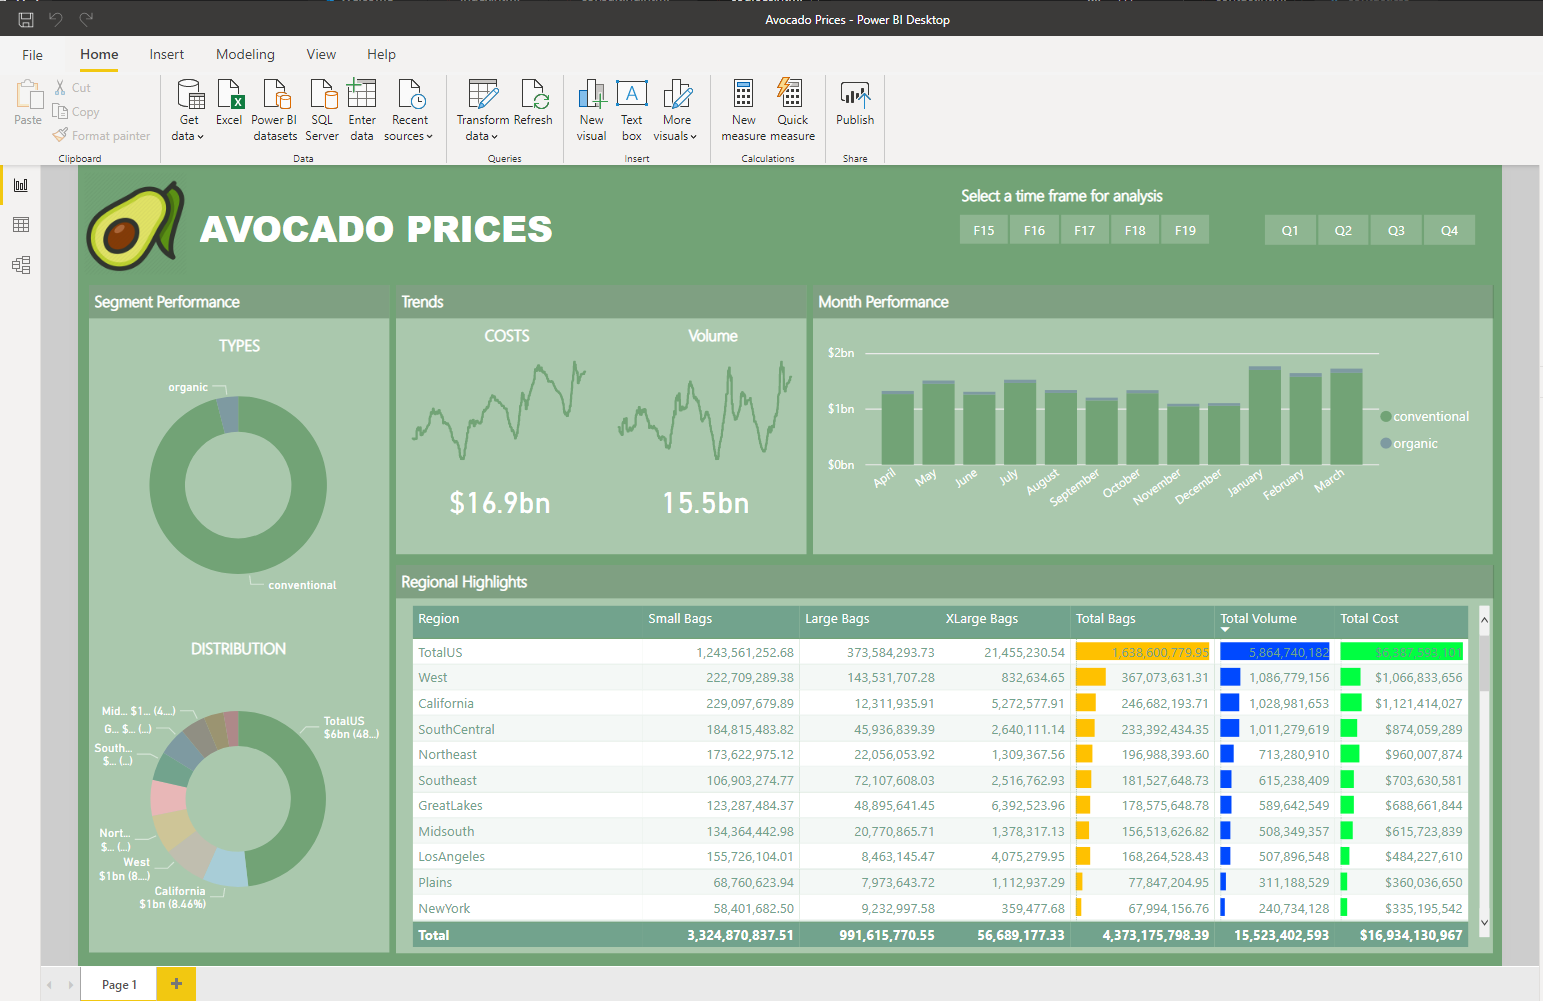 Avocado Prices - Power BI Desktop
File Home Insert Modeling View Help
Paste
Cut
Copy
Format painter
Clipboard
Get data
Excel
Power BI datasets
SQL Server
Enter data
Recent sources
Data
Transform data
Refresh
Queries
New visual
Text box
More visuals
Insert
New measure
Quick measure
Calculations
Publish
Share
AVOCADO PRICES
Select a time frame for analysis
F15 F16 F17 F18 F19 Q1 Q2 Q3 Q4
Segment Performance
TYPES
organic
conventional
DISTRIBUTION
Mid... $1... (4....)
G... $... (...)
South...
$... (...)
Nort...
$... (...)
West
$1bn (8....)
California
$1bn (8.46%)
TotalUS
$6bn (48...)
Trends
COSTS
$16.9bn
Volume
15.5bn
Month Performance
$2bn
$1bn
$0bn
April May June July August September October November December January February March
conventional
organic
Regional Highlights
Region Small Bags Large Bags XLarge Bags Total Bags Total Volume Total Cost
TotalUS 1,243,561,252.68 373,584,293.73 21,455,230.54 1,638,600,779.95 5,864,740,182
West 222,709,289.38 143,531,707.28 832,634.65 367,073,631.31 1,086,779,156 $1,066,833,656
California 229,097,679.89 12,311,935.91 5,272,577.91 246,682,193.71 1,028,981,653 $1,121,414,027
SouthCentral 184,815,483.82 45,936,839.39 2,640,111.14 233,392,434.35 1,011,279,619 $874,059,289
Northeast 173,622,975.12 22,056,053.92 1,309,367.56 196,988,393.60 713,280,910 $960,007,874
Southeast 106,903,274.77 72,107,608.03 2,516,762.93 181,527,648.73 615,238,409 $703,630,581
GreatLakes 123,287,484.37 48,895,641.45 6,392,523.96 178,575,648.78 589,642,549 $688,661,844
Midsouth 134,364,442.98 20,770,865.71 1,378,317.13 156,513,626.82 508,349,357 $615,723,839
LosAngeles 155,726,104.01 8,463,145.47 4,075,279.95 168,264,528.43 507,896,548 $484,227,610
Plains 68,760,623.94 7,973,643.72 1,112,937.29 77,847,204.95 311,188,529 $360,036,650
NewYork 58,401,682.50 9,232,997.58 359,477.68 67,994,156.76 240,734,128 $335,195,542
Total 3,324,870,837.51 991,615,770.55 56,689,177.33 4,373,175,798.39 15,523,402,593 $16,934,130,967
Page 1